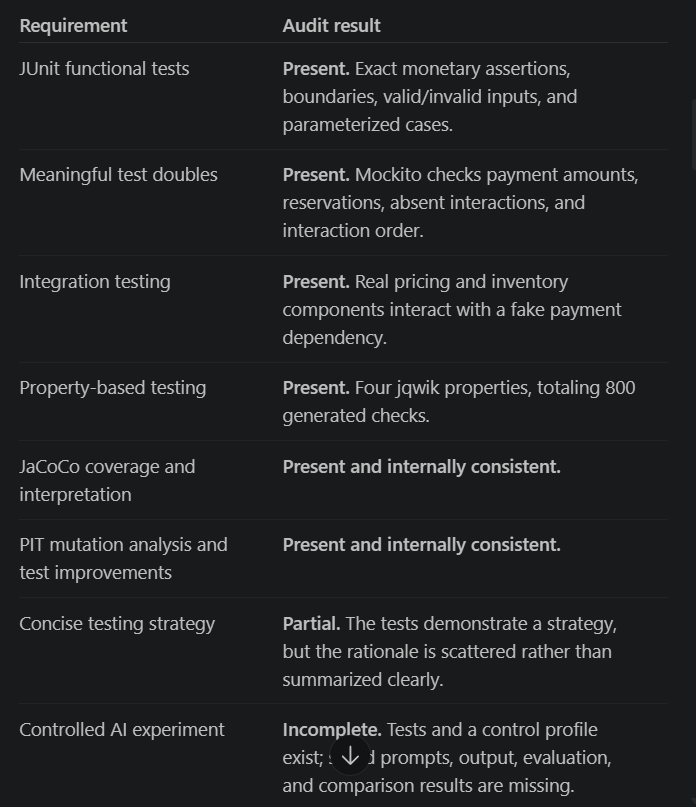 Requirement Audit result
JUnit functional tests Present. Exact monetary assertions,
boundaries, valid/invalid inputs, and
parameterized cases.
Meaningful test doubles Present. Mockito checks payment amounts,
reservations, absent interactions, and
interaction order.
Integration testing Present. Real pricing and inventory
components interact with a fake payment
dependency.
Property-based testing Present. Four jqwik properties, totaling 800
generated checks.
JaCoCo coverage and Present and internally consistent.
interpretation
PIT mutation analysis and Present and internally consistent.
test improvements
Concise testing strategy Partial. The tests demonstrate a strategy,
but the rationale is scattered rather than
summarized clearly.
Controlled AI experiment Incomplete. Tests and a control profile
exist; prompts, output, evaluation,
and comparison results are missing.